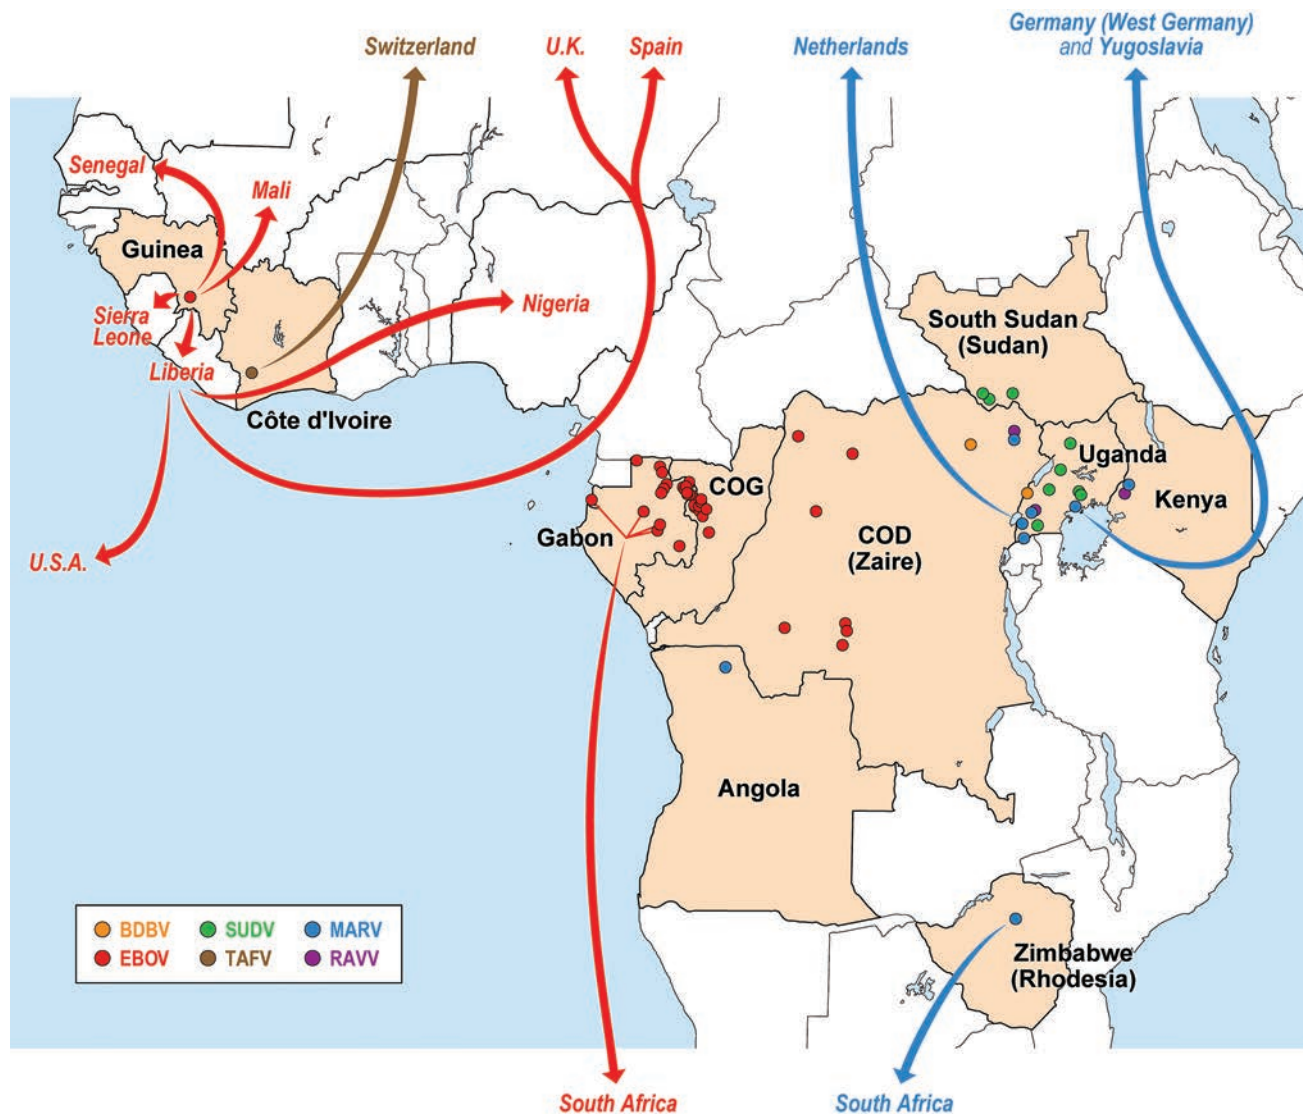 Switzerland
U.K.
Spain
Netherlands
Germany (West Germany)
and Yugoslavia
Senegal
Mali
Guinea
Sierra
Leone
Liberia
Nigeria
Côte d'Ivoire
U.S.A.
South Sudan
(Sudan)
Uganda
Kenya
COG
Gabon
COD
(Zaire)
Angola
Zimbabwe
(Rhodesia)
BDBV
SUDV
MARV
EBOV
TAFV
RAVV
South Africa
South Africa